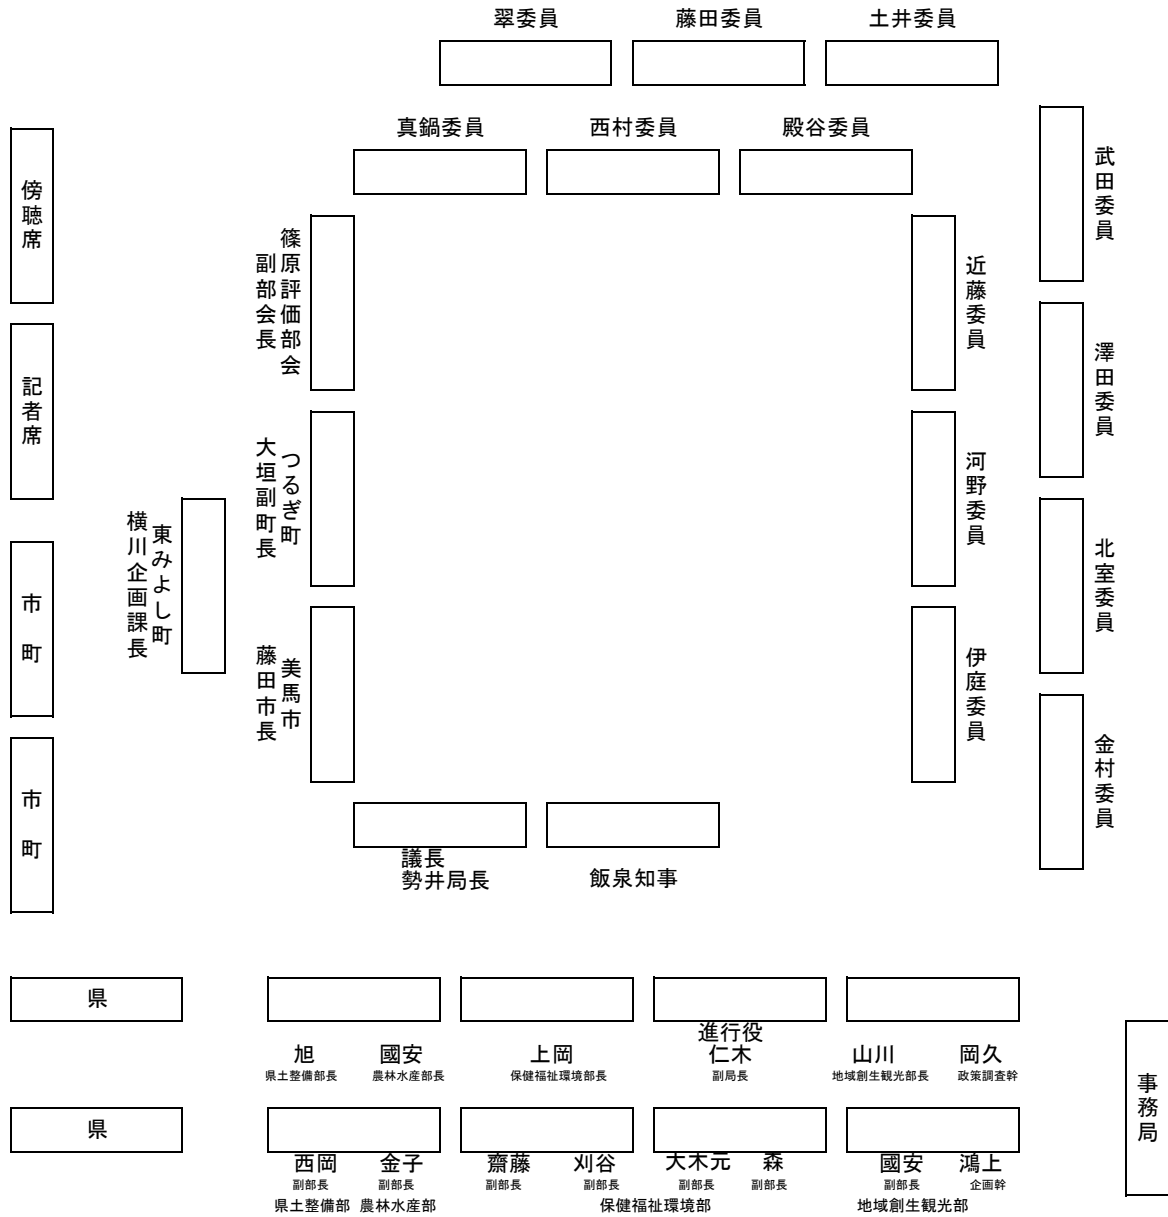 翠委員
藤田委員
土井委員
真鍋委員
西村委員
殿谷委員
傍聴席
記者席
市町
市町
篠原評価部会
副部会長
つるぎ町
大垣副町長
東みよし町
横川企画課長
美馬市
藤田市長
近藤委員
河野委員
伊庭委員
武田委員
澤田委員
北室委員
金村委員
議長
勢井局長
飯泉知事
県
旭
県土整備部長
國安
農林水産部長
上岡
保健福祉環境部長
進行役
仁木
副局長
山川
地域創生観光部長
岡久
政策調査幹
県
西岡
副部長
金子
副部長
齋藤
副部長
刈谷
副部長
大木元
副部長
森
副部長
國安
副部長
鴻上
企画幹
県土整備部
農林水産部
保健福祉環境部
地域創生観光部
事務局